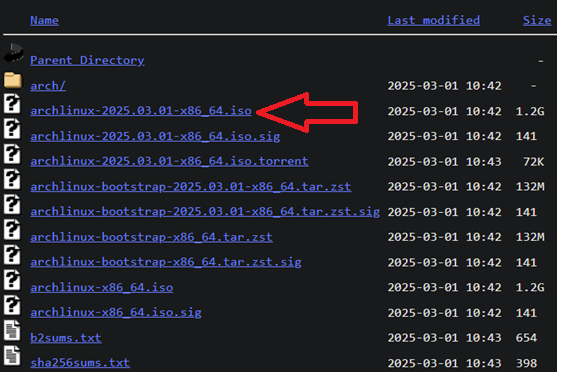 Name Last modified Size
Parent Directory -
arch/ 2025-03-01 10:42 -
archlinux-2025.03.01-x86_64.iso 2025-03-01 10:42 1.2G
archlinux-2025.03.01-x86_64.iso.sig 2025-03-01 10:42 141
archlinux-2025.03.01-x86_64.iso.torrent 2025-03-01 10:43 72K
archlinux-bootstrap-2025.03.01-x86_64.tar.zst 2025-03-01 10:42 132M
archlinux-bootstrap-2025.03.01-x86_64.tar.zst.sig 2025-03-01 10:42 141
archlinux-bootstrap-x86_64.tar.zst 2025-03-01 10:42 132M
archlinux-bootstrap-x86_64.tar.zst.sig 2025-03-01 10:42 141
archlinux-x86_64.iso 2025-03-01 10:42 1.2G
archlinux-x86_64.iso.sig 2025-03-01 10:42 141
b2sums.txt 2025-03-01 10:43 654
sha256sums.txt 2025-03-01 10:43 398